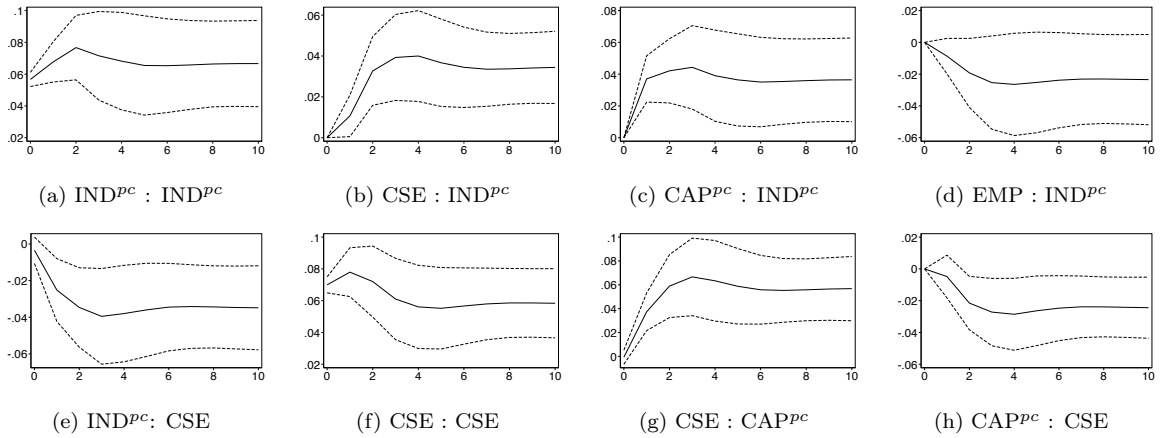 .1
.08
.06
.04
.02
0 2 4 6 8 10
.06
.04
.02
0
0 2 4 6 8 10
.08
.06
.04
.02
0
0 2 4 6 8 10
.02
0
-.02
-.04
-.06
0 2 4 6 8 10
(a) IND^pc : IND^pc
(b) CSE : IND^pc
(c) CAP^pc : IND^pc
(d) EMP : IND^pc
0
-.02
-.04
-.06
0 2 4 6 8 10
.1
.08
.06
.04
.02
0 2 4 6 8 10
.1
.08
.06
.04
.02
0
0 2 4 6 8 10
.02
0
-.02
-.04
-.06
0 2 4 6 8 10
(e) IND^pc: CSE
(f) CSE : CSE
(g) CSE : CAP^pc
(h) CAP^pc : CSE